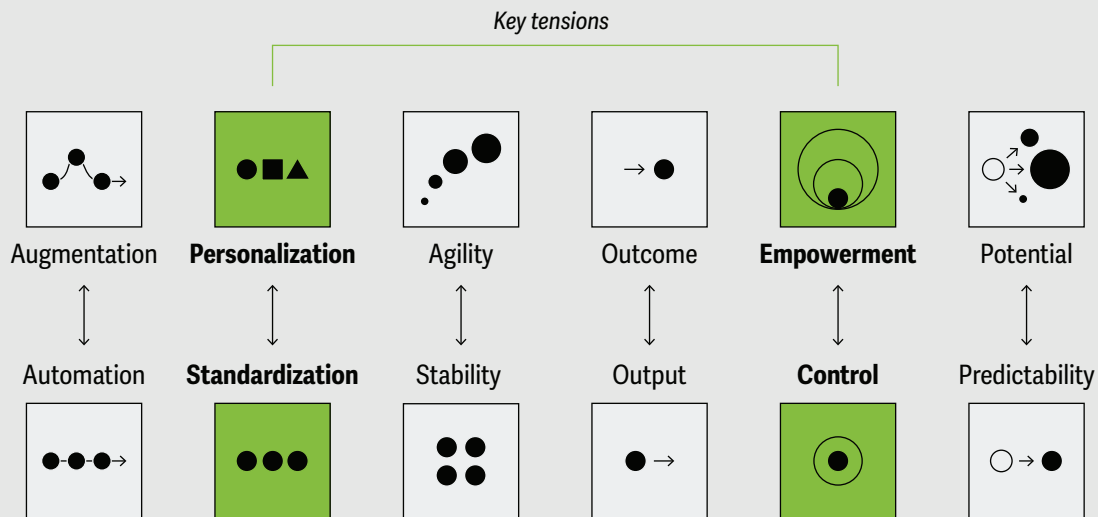 Key tensions
Augmentation Personalization Agility Outcome Empowerment Potential
Automation Standardization Stability Output Control Predictability